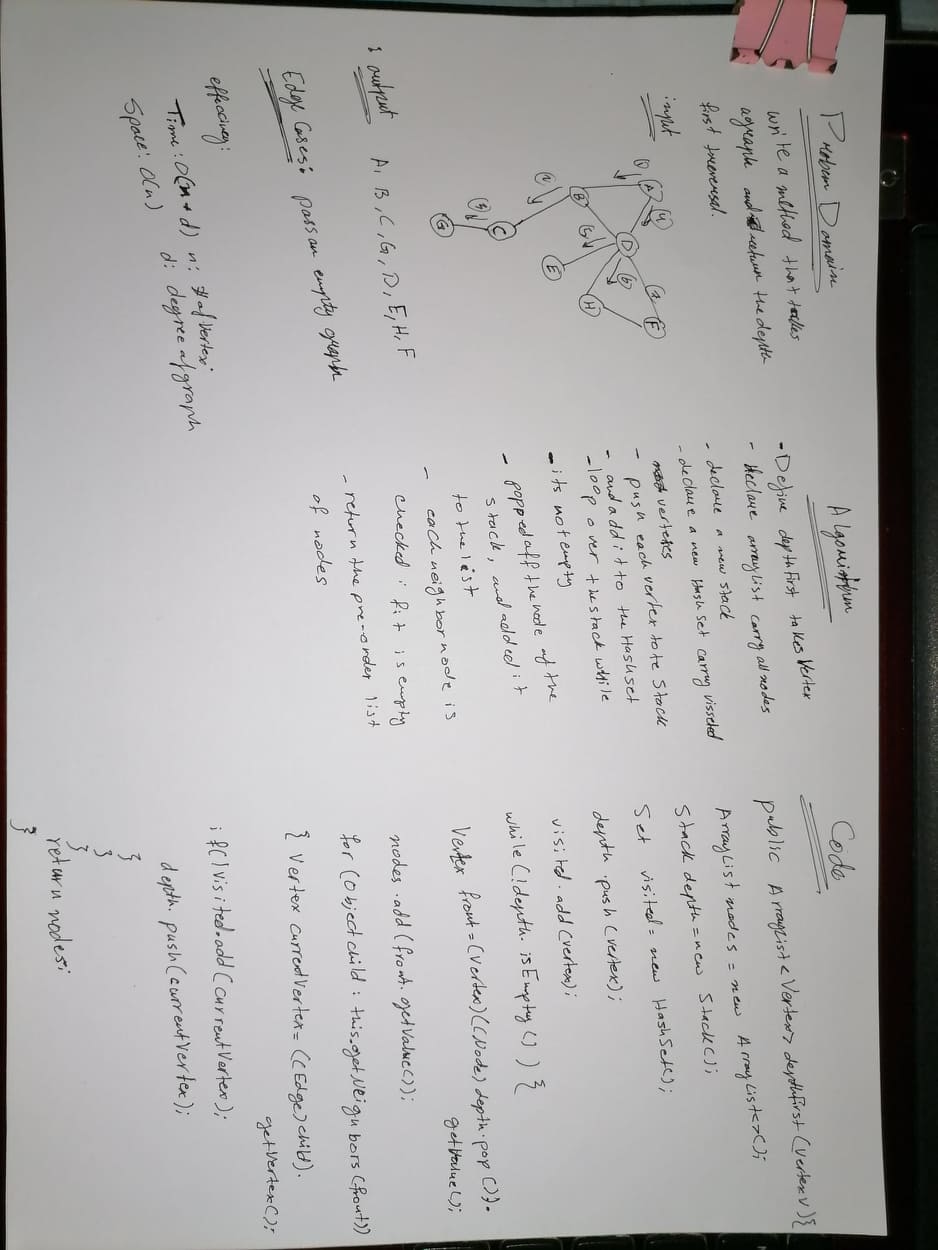 Problem Domain
write a method that takes
agraph and return the depth
first traversal.
input
A
B
C
D
E
F
G
H
output A, B, C, G, D, E, H, F
Edge Cases: pass an empty graph
efficiency:
Time: O(n + d) n: # of vertex
d: degree of graph
Space: O(n)
Algorithm
- Define depthFirst takes Vertex
- declare arraylist carry all nodes
- declare a new stack
- declare a new Hashset carry visseted
vertexes
- push each vertex to te stack
- and add it to the Hashset
- loop over the stack while
- its not empty
- popped off the node of the
stack, and added it
to the list
- each neighbor node is
checked if it is empty
- return the pre-order list
of nodes
Code
public ArrayList<Vertex> depthfirst (vertex v){
ArrayList nodes = new ArrayList<>();
Stack depth = new Stack();
Set visited = new HashSet();
depth.push(vertex);
visited.add(vertex);
while(!depth.isEmpty()) {
Vertex front = (vertex)((Node)depth.pop()).
getValue();
nodes.add(front.getValue());
for (Object child : this.getNeighbors(front))
{ Vertex currentVertex = ((Edge)child).
getVertex();
if(visited.add(currentVertex);
depth.push(currentVertex);
}
}
}
return nodes;
}